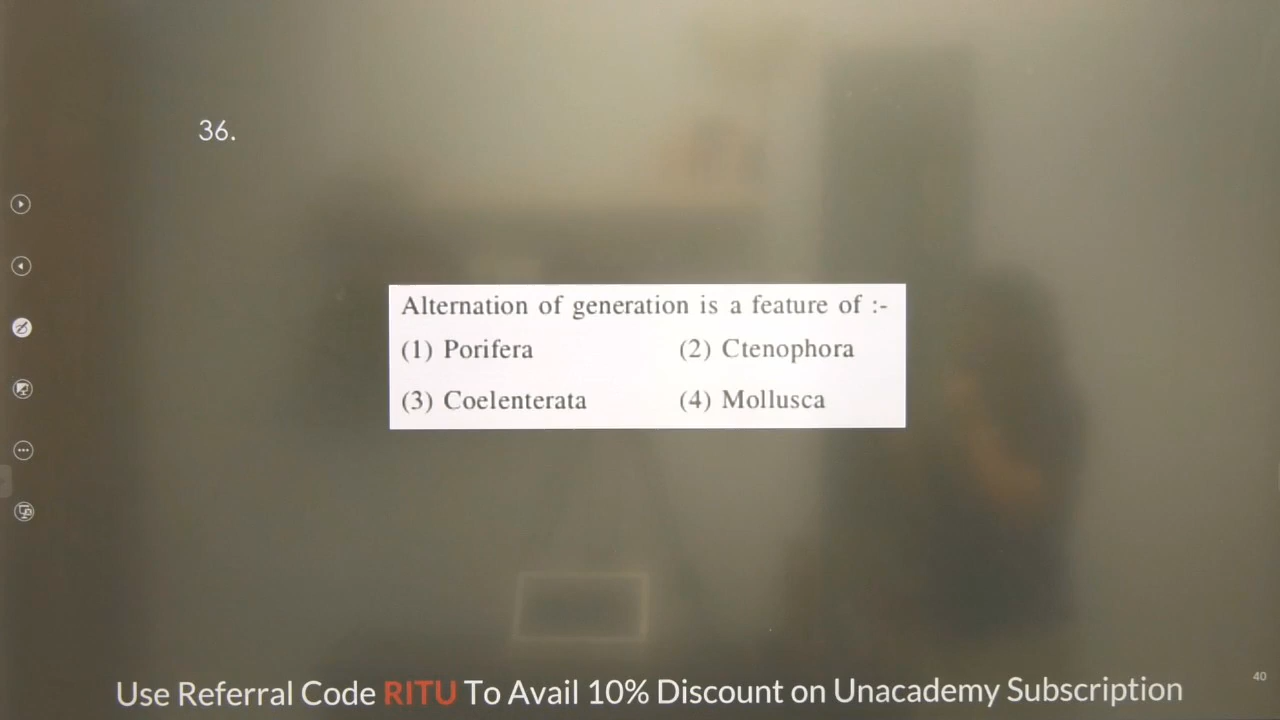 36.
Alternation of generation is a feature of :-
(1) Porifera (2) Ctenophora
(3) Coelenterata (4) Mollusca
Use Referral Code RITU To Avail 10% Discount on Unacademy Subscription
40